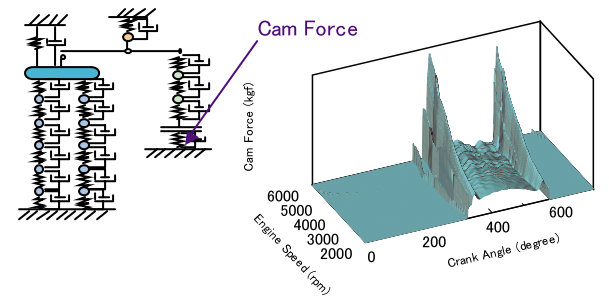 Cam Force
Cam Force (kgf)
6000
5000
4000
3000
2000
Engine Speed (rpm)
0
200
400
600
Crank Angle (degree)